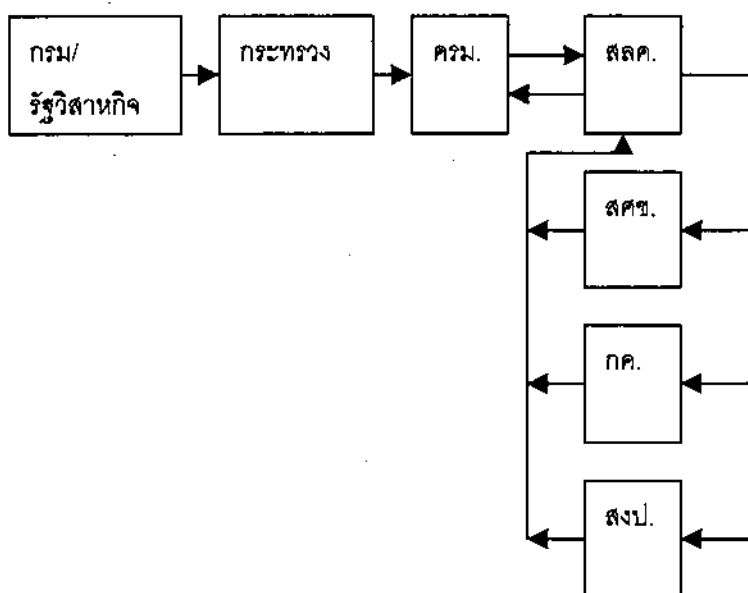 กรม/
รัฐวิสาหกิจ
กระทรวง
ครม.
สลค.
สศช.
กค.
สงป.